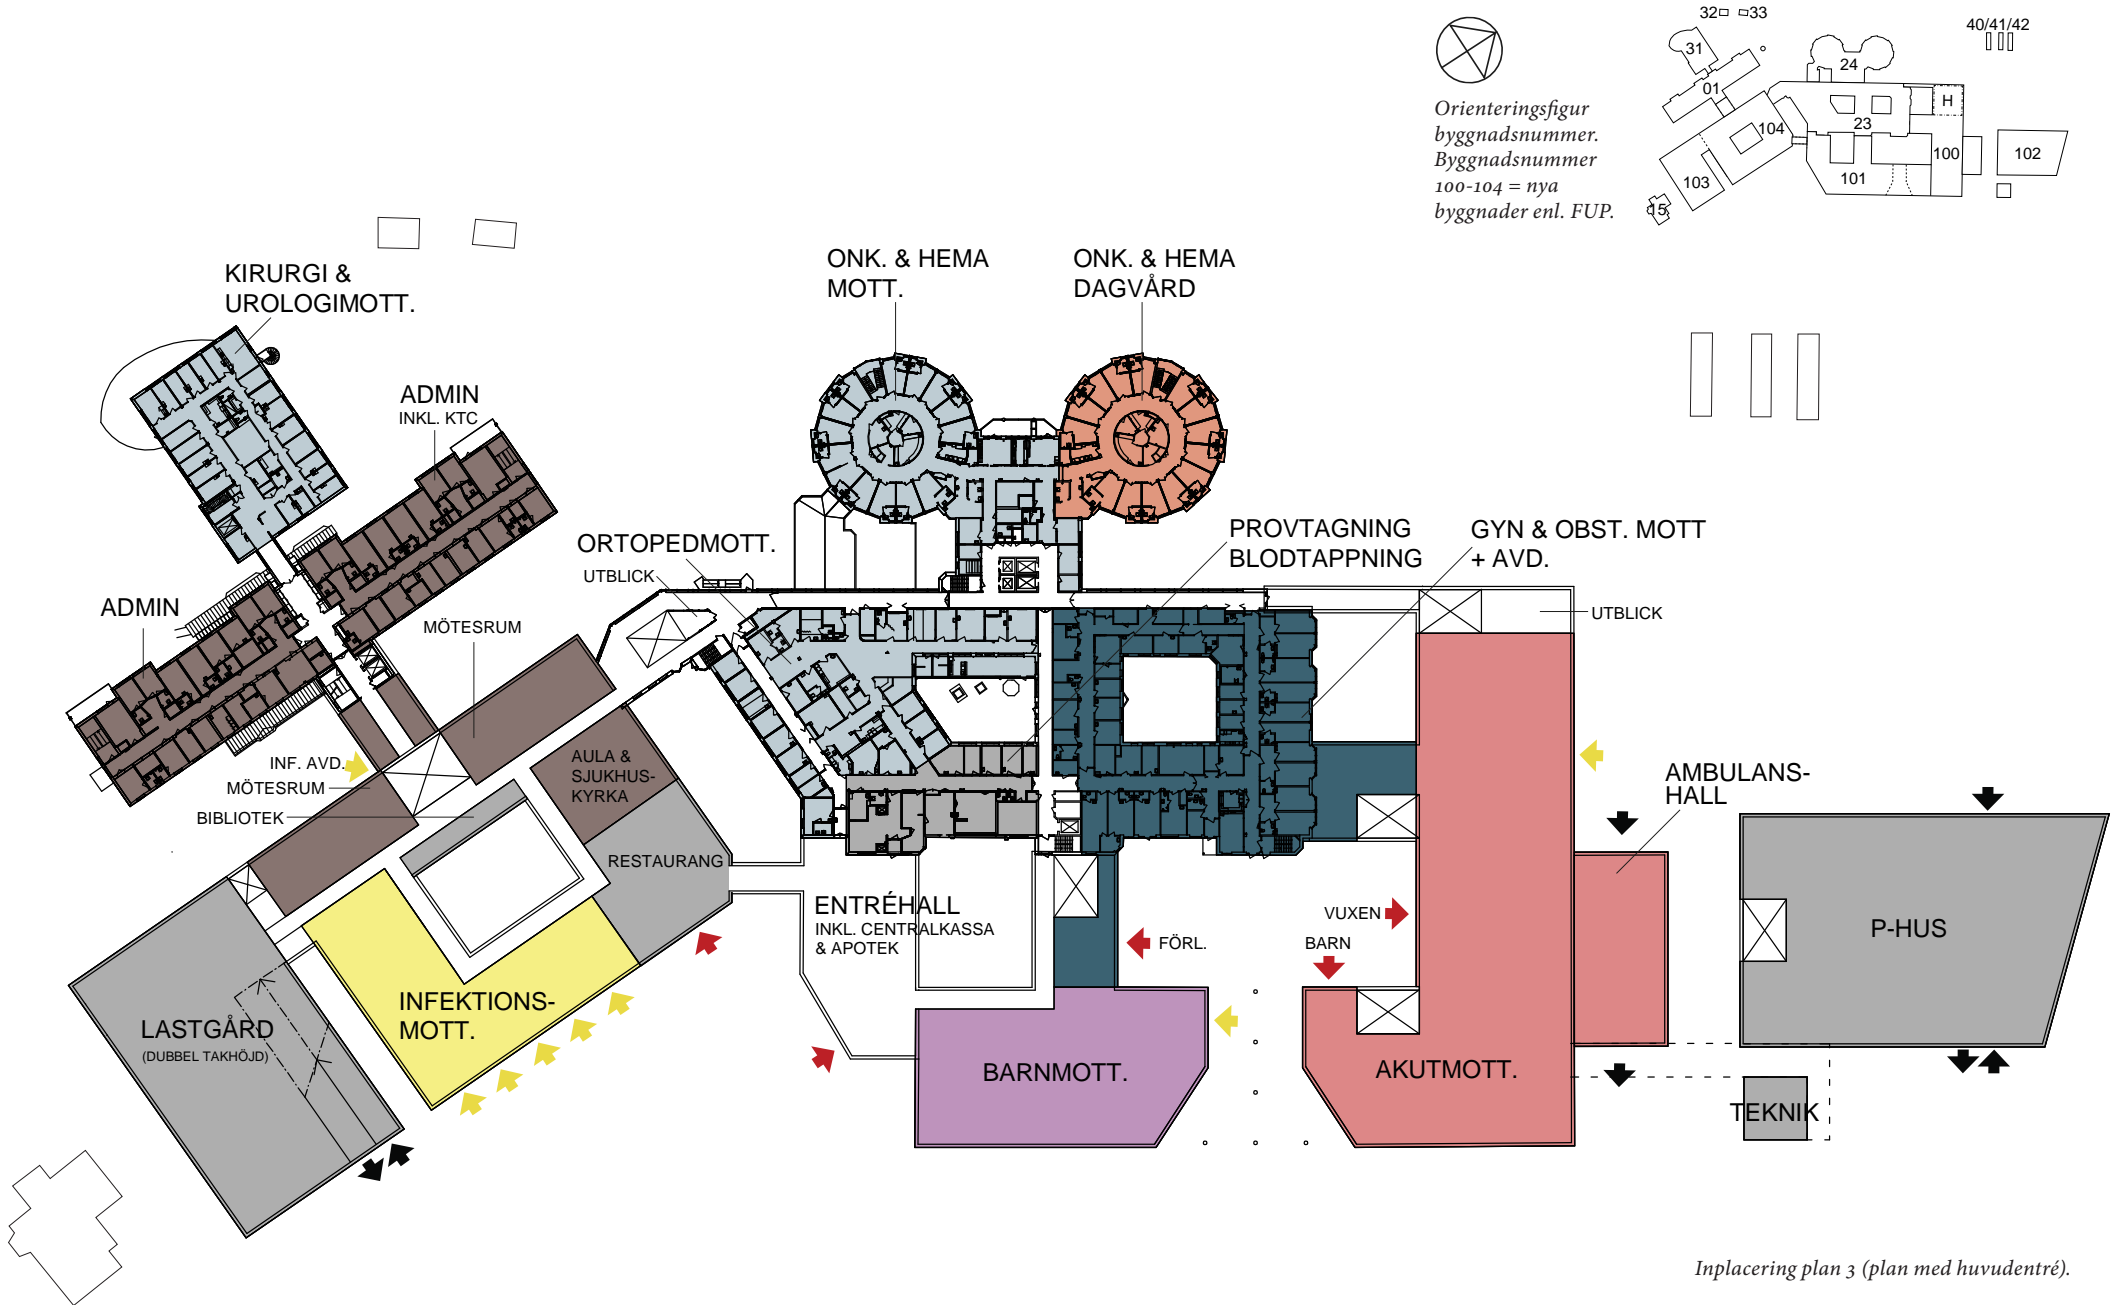 32
33
40/41/42
31
24
01
H
104
23
103
100
102
101
15
Orienteringsfigur
byggnadsnummer.
Byggnadsnummer
100-104 = nya
byggnader enl. FUP.
KIRURGI &
UROLOGIMOTT.
ONK. & HEMA
MOTT.
ONK. & HEMA
DAGVÅRD
ADMIN
INKL. KTC
ORTOPEDMOTT.
UTBLICK
PROVTAGNING
BLODTAPPNING
GYN & OBST. MOTT
+ AVD.
ADMIN
MÖTESRUM
UTBLICK
INF. AVD.
MÖTESRUM
BIBLIOTEK
AULA &
SJUKHUS-
KYRKA
RESTAURANG
AMBULANS-
HALL
ENTRÉHALL
INKL. CENTRALKASSA
& APOTEK
VUXEN
FÖRL.
BARN
P-HUS
INFEKTIONS-
MOTT.
LASTGÅRD
(DUBBEL TAKHÖJD)
BARNMOTT.
AKUTMOTT.
TEKNIK
Inplacering plan 3 (plan med huvudentré).